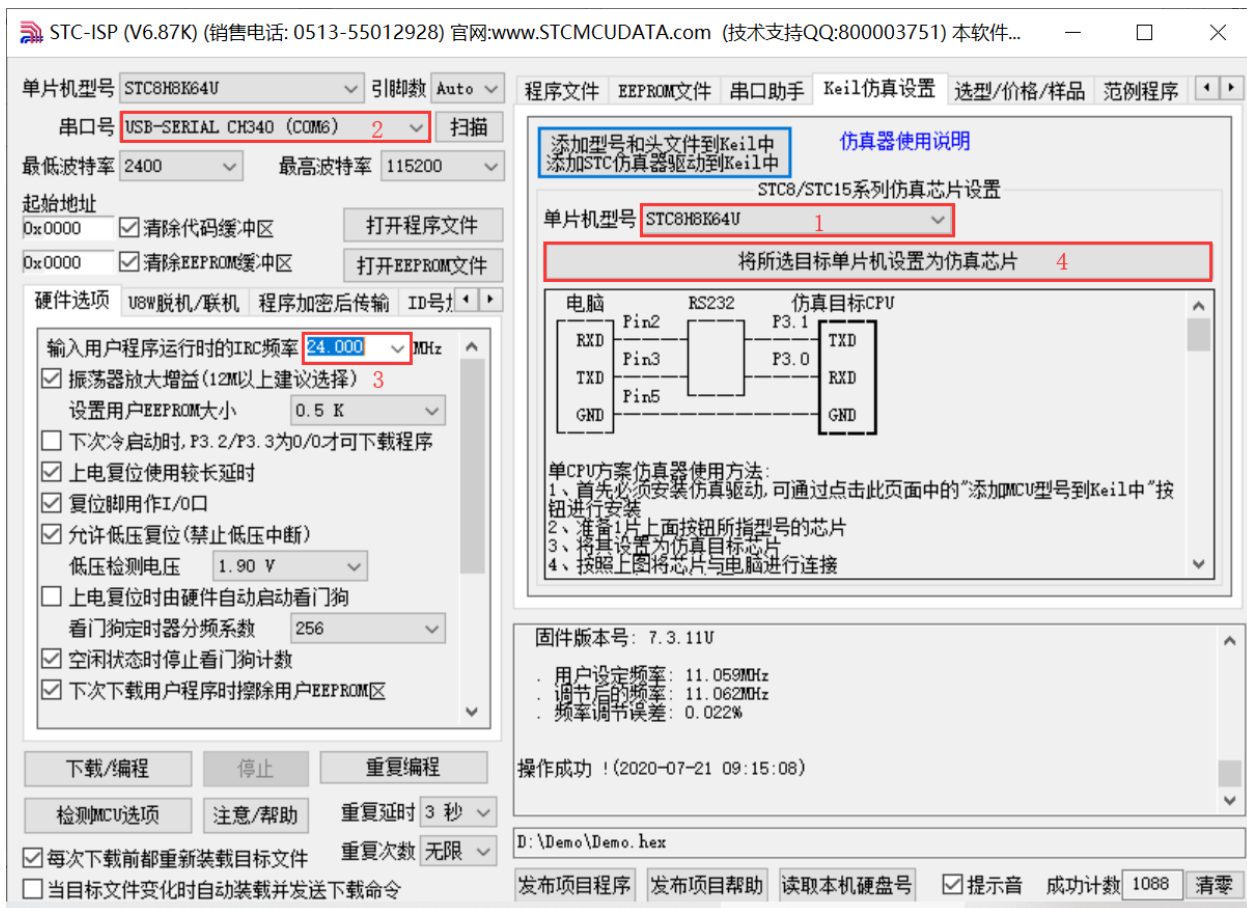 STC-ISP (V6.87K) (销售电话: 0513-55012928) 官网:www.STCMCUDATA.com (技术支持QQ:800003751) 本软件...
单片机型号 STC8H8K64U 引脚数 Auto
串口号 USB-SERIAL CH340 (COM6) 2 扫描
最低波特率 2400 最高波特率 115200
起始地址
0x0000 清除代码缓冲区 打开程序文件
0x0000 清除EEPROM缓冲区 打开EEPROM文件
硬件选项 U8W脱机/联机 程序加密后传输 ID号
输入用户程序运行时的IRC频率 24.000 MHz
振荡器放大增益(12M以上建议选择) 3
设置用户EEPROM大小 0.5 K
下次冷启动时,P3.2/P3.3为0/0才可下载程序
上电复位使用较长延时
复位脚用作I/O口
允许低压复位(禁止低压中断)
低压检测电压 1.90 V
上电复位时由硬件自动启动看门狗
看门狗定时器分频系数 256
空闲状态时停止看门狗计数
下次下载用户程序时擦除用户EEPROM区
下载/编程 停止 重复编程
检测MCU选项 注意/帮助 重复延时 3 秒
每次下载前都重新装载目标文件 重复次数 无限
当目标文件变化时自动装载并发送下载命令
程序文件 EEPROM文件 串口助手 Keil仿真设置 选型/价格/样品 范例程序
添加型号和头文件到Keil中
添加STC仿真器驱动到Keil中
仿真器使用说明
STC8/STC15系列仿真芯片设置
单片机型号 STC8H8K64U 1
将所选目标单片机设置为仿真芯片 4
电脑 RS232 仿真目标CPU
Pin2 P3.1
RXD TXD
Pin3 P3.0
TXD RXD
Pin5
GND GND
单CPU方案仿真器使用方法:
1、首先必须安装仿真驱动,可通过点击此页面中的"添加MCU型号到Keil中"按
钮进行安装
2、准备1片上面按钮所指型号的芯片
3、将其设置为仿真目标芯片
4、按照上图将芯片与电脑进行连接
固件版本号: 7.3.11U
. 用户设定频率: 11.059MHz
. 调节后的频率: 11.062MHz
. 频率调节误差: 0.022%
操作成功 !(2020-07-21 09:15:08)
D:\Demo\Demo.hex
发布项目程序 发布项目帮助 读取本机硬盘号 提示音 成功计数 1088 清零